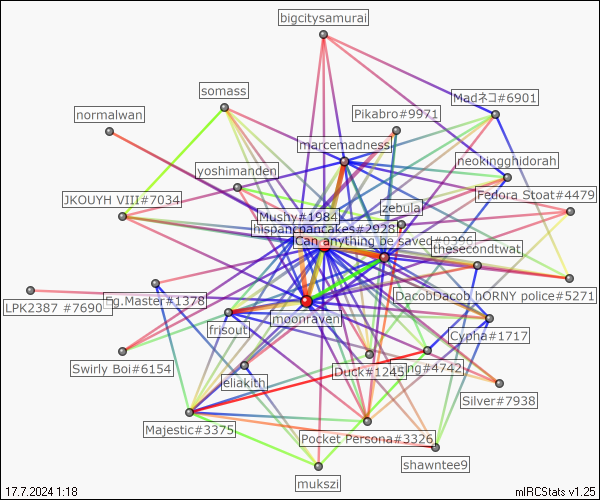 bigcitysamurai
somass
Madネコ#6901
normalwan
Pikabro#9971
marcemadness
neokingghidorah
yoshimanden
Fedora Stoat#4479
JKOUYH VIII#7034
zebula
Mushy#1984
hispanicpancakes#2928
Can anything be saved#0396
thesecondtwat
DacobDacob
hORNY police#5271
LPK2387 #7690
Eg.Master#1378
moonraven
frisout
Cypha#1717
Swirly Boi#6154
Duck#1245
ng#4742
eliakith
Silver#7938
Majestic#3375
Pocket Persona#3326
shawntee9
mukszi
17.7.2024 1:18
mIRCStats v1.25